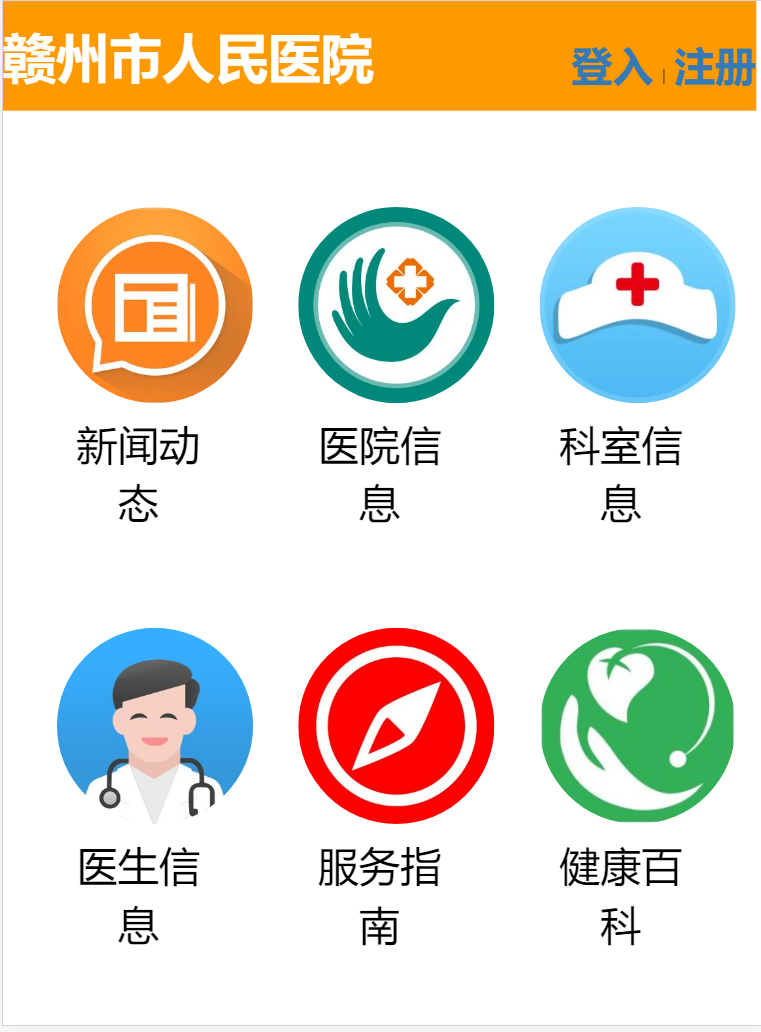 赣州市人民医院
登入 | 注册
新闻动
态
医院信
息
科室信
息
医生信
息
服务指
南
健康百
科